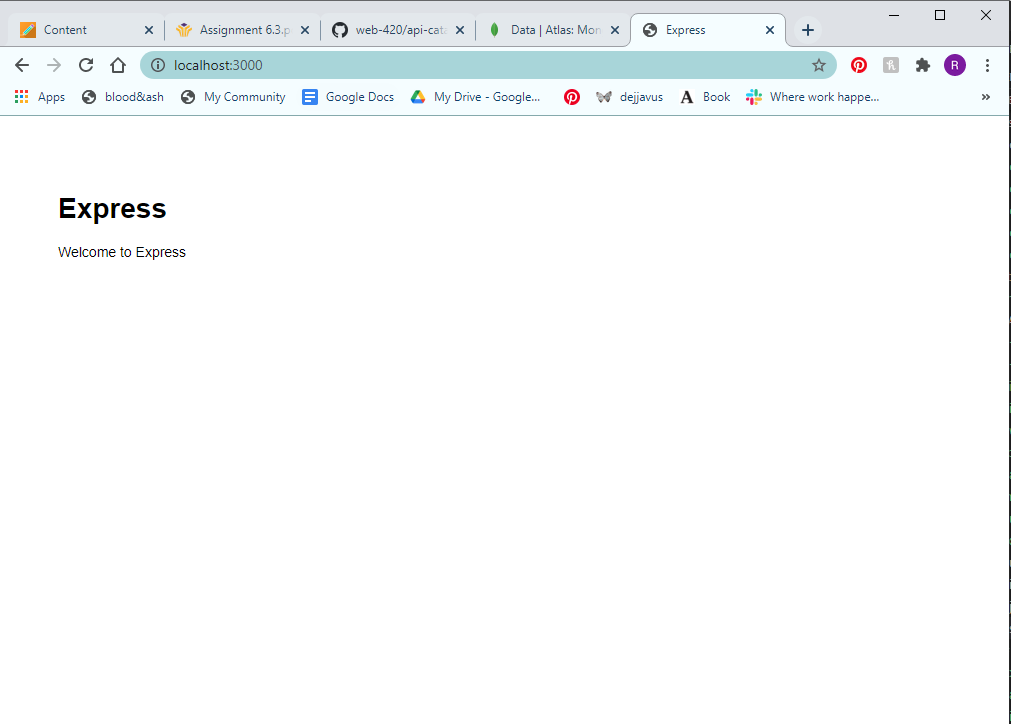 Content
Assignment 6.3.p
web-420/api-cata
Data | Atlas: Mon
Express
localhost:3000
R
Apps
blood&ash
My Community
Google Docs
My Drive - Google...
dejjavus
A
Book
Where work happe...
»
Express
Welcome to Express